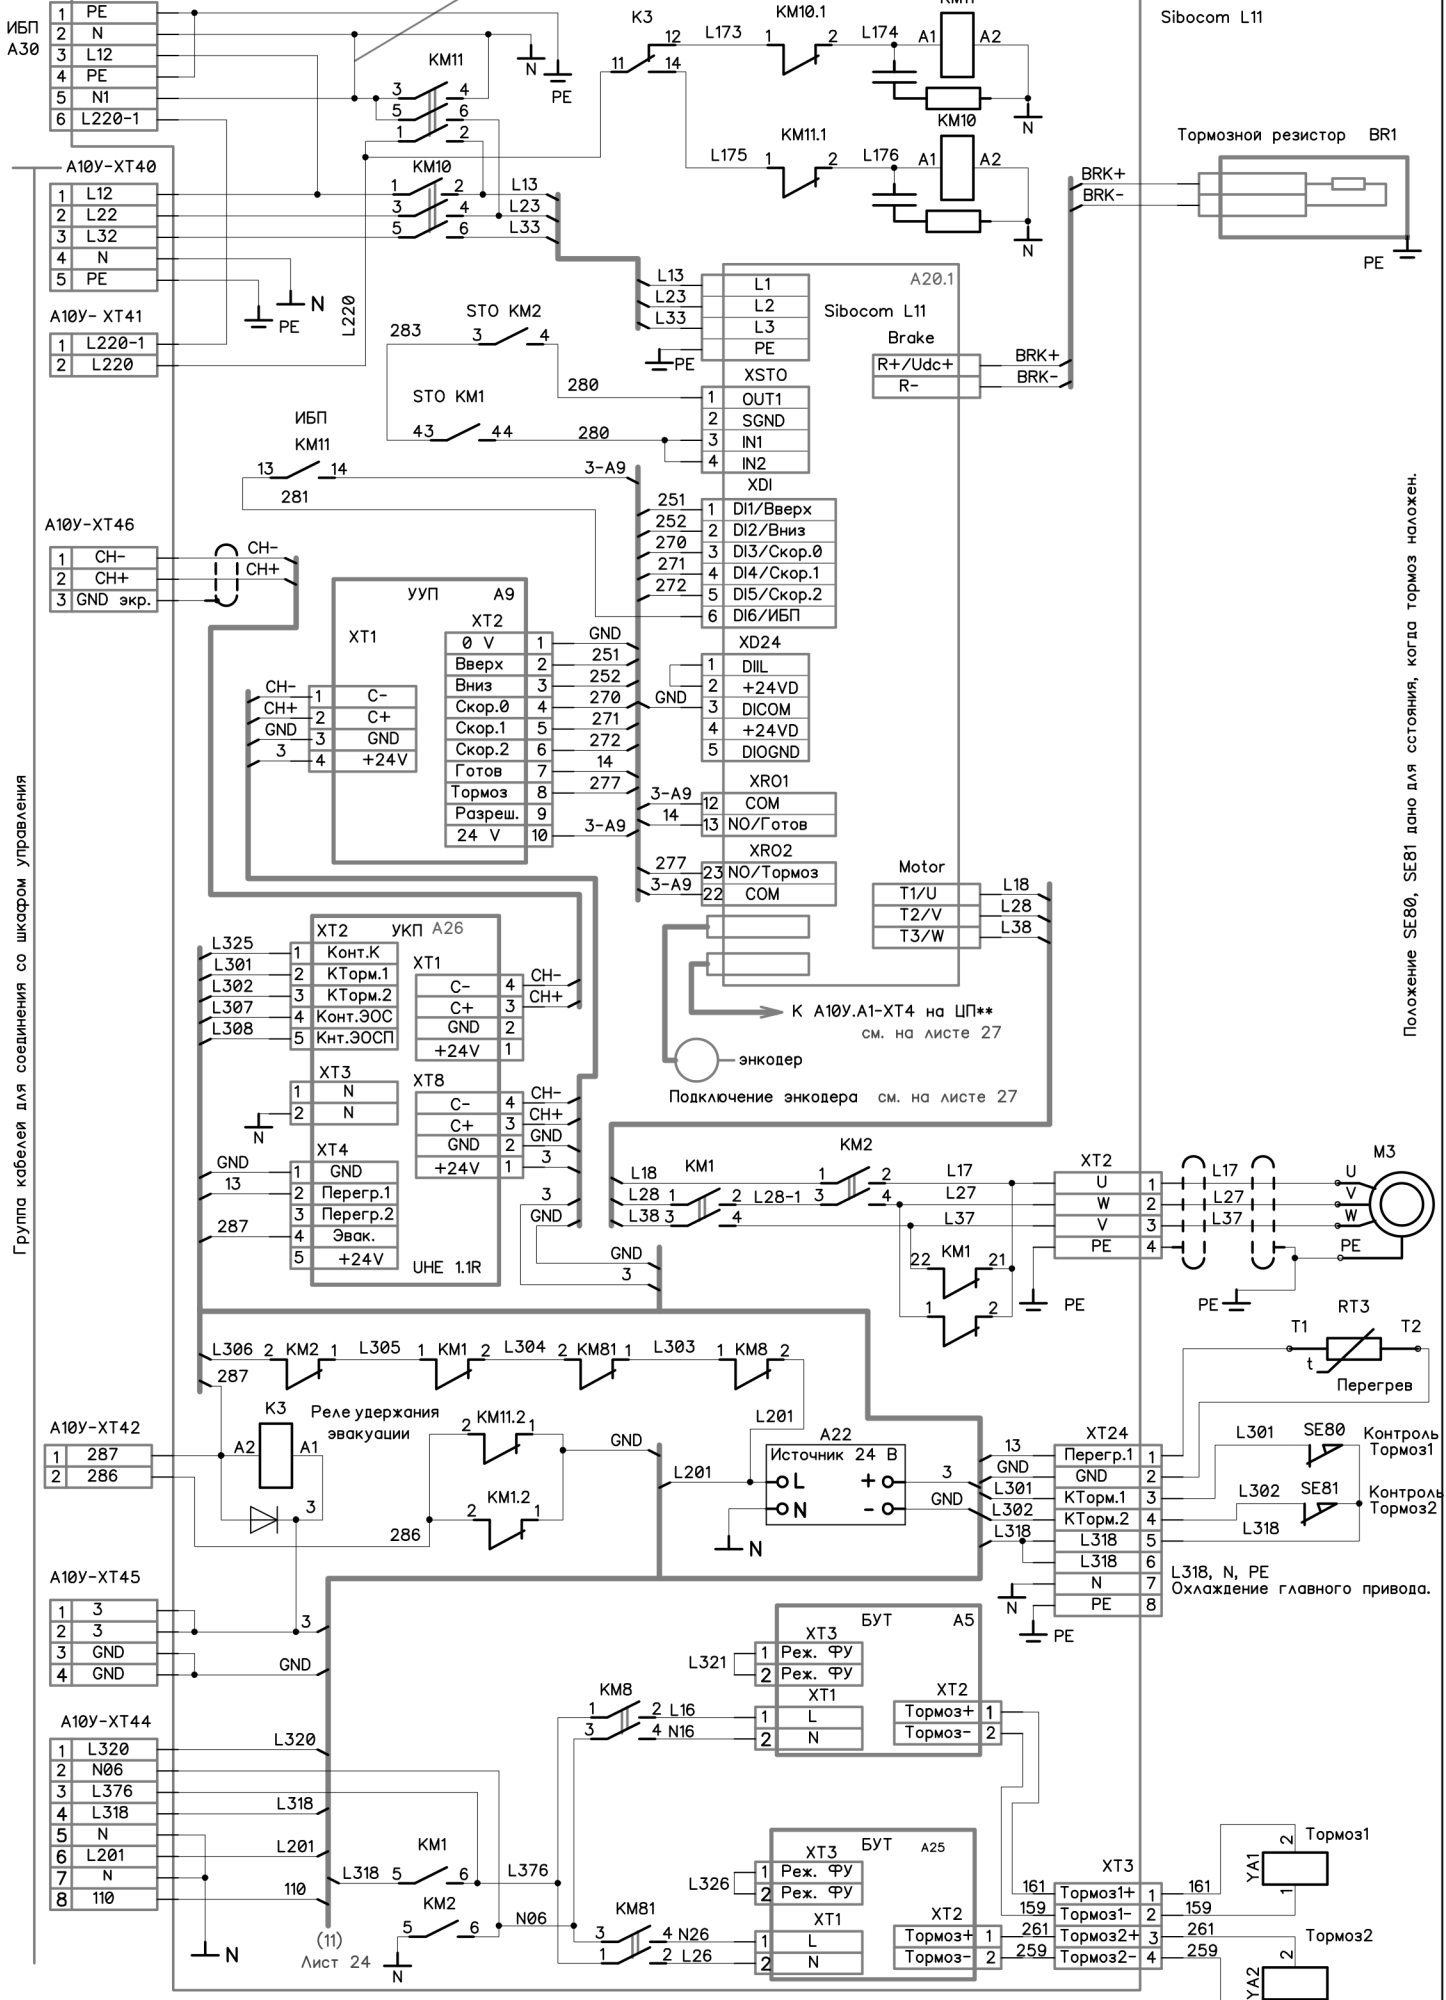 ИБП
А30
1 PE
2 N
3 L12
4 PE
5 N1
6 L220-1
KM11
3 4
5 6
1 2
N
PE
K3
12
11 14
L173
KM10.1
1 2
L174
A1 A2
N
L175
KM11.1
1 2
L176
KM10
A1 A2
N
Sibocom L11
Тормозной резистор BR1
BRK+
BRK-
PE
А10У-XT40
1 L12
2 L22
3 L32
4 N
5 PE
KM10
1 2
3 4
5 6
L13
L23
L33
N
PE
L220
А10У- XT41
1 L220-1
2 L220
L13
L23
L33
PE
L1
L2
L3
PE
A20.1
Sibocom L11
Brake
R+/Udc+
R-
BRK+
BRK-
STO KM2
283
3 4
280
STO KM1
43 44
280
XSTO
1 OUT1
2 SGND
3 IN1
4 IN2
ИБП
KM11
13 14
281
3-A9
251
252
270
271
272
XDI
1 DI1/Вверх
2 DI2/Вниз
3 DI3/Скор.0
4 DI4/Скор.1
5 DI5/Скор.2
6 DI6/ИБП
А10У-XT46
1 CH-
2 CH+
3 GND экр.
CH-
CH+
УУП A9
XT1
CH-
CH+
GND
3
1 C-
2 C+
3 GND
4 +24V
XT2
0 V 1
Вверх 2
Вниз 3
Скор.0 4
Скор.1 5
Скор.2 6
Готов 7
Тормоз 8
Разреш. 9
24 V 10
GND
251
252
270
271
272
14
277
3-A9
GND
XD24
1 DIIL
2 +24VD
3 DICOM
4 +24VD
5 DIOGND
XRO1
3-A9 12 COM
14 13 NO/Готов
XRO2
277 23 NO/Тормоз
3-A9 22 COM
Motor
T1/U L18
T2/V L28
T3/W L38
К А10У.А1-XT4 на ЦП**
см. на листе 27
энкодер
Подключение энкодера см. на листе 27
Положение SE80, SE81 дано для сстояния, когда тормоз наложен.
Группа кабелей для соединения со шкафом управления
УКП A26
XT2
L325 1 Конт.К
L301 2 КТорм.1
L302 3 КТорм.2
L307 4 Конт.ЭОС
L308 5 Кнт.ЭОСП
XT1
C- 4 CH-
C+ 3 CH+
GND 2
+24V 1
XT3
1 N
2 N
N
XT8
C- 4 CH-
C+ 3 CH+
GND 2 GND
+24V 1 3
XT4
GND 1 GND
13 2 Перегр.1
3 Перегр.2
287 4 Эвак.
5 +24V
UHE 1.1R
3
GND
GND
3
L18
L28
L38
KM1
1 2
3 4
L28-1
KM2
1 2
3 4
L17
L27
L37
KM1
22 21
1 2
XT2
U 1
W 2
V 3
PE 4
PE
L17
L27
L37
PE
M3
U
V
W
PE
RT3
T1 T2
t
Перегрев
L306 2 KM2 1 L305 1 KM1 2 L304 2 KM81 1 L303 1 KM8 2
287
L201
А10У-XT42
1 287
2 286
K3
A2 A1
3
Реле удержания
эвакуации
KM11.2
2 1
KM1.2
2 1
286
GND
L201
A22
Источник 24 В
L +
N -
3
GND
N
XT24
13 Перегр.1 1
GND GND 2
L301 КТорм.1 3
L302 КТорм.2 4
L318 L318 5
L318 6
N 7
PE 8
N
PE
L301 SE80 Контроль
Тормоз1
L302 SE81 Контроль
Тормоз2
L318
L318, N, PE
Охлаждение главного привода.
А10У-XT45
1 3
2 3
3 GND
4 GND
3
GND
А10У-XT44
1 L320
2 N06
3 L376
4 L318
5 N
6 L201
7 N
8 110
N
L320
L318
L201
110
(11)
Лист 24
L318 5 KM1 6
L376
KM2
5 6
N
N06
KM8
1 2 L16
3 4 N16
KM81
3 4 N26
1 2 L26
БУТ A5
XT3
L321
1 Реж. ФУ
2 Реж. ФУ
XT1
1 L
2 N
XT2
Тормоз+ 1
Тормоз- 2
БУТ A25
XT3
L326
1 Реж. ФУ
2 Реж. ФУ
XT1
1 L
2 N
XT2
Тормоз+ 1
Тормоз- 2
XT3
161 Тормоз1+ 1 161
159 Тормоз1- 2 159
261 Тормоз2+ 3 261
259 Тормоз2- 4 259
YA1
2
1
Тормоз1
YA2
2
Тормоз2